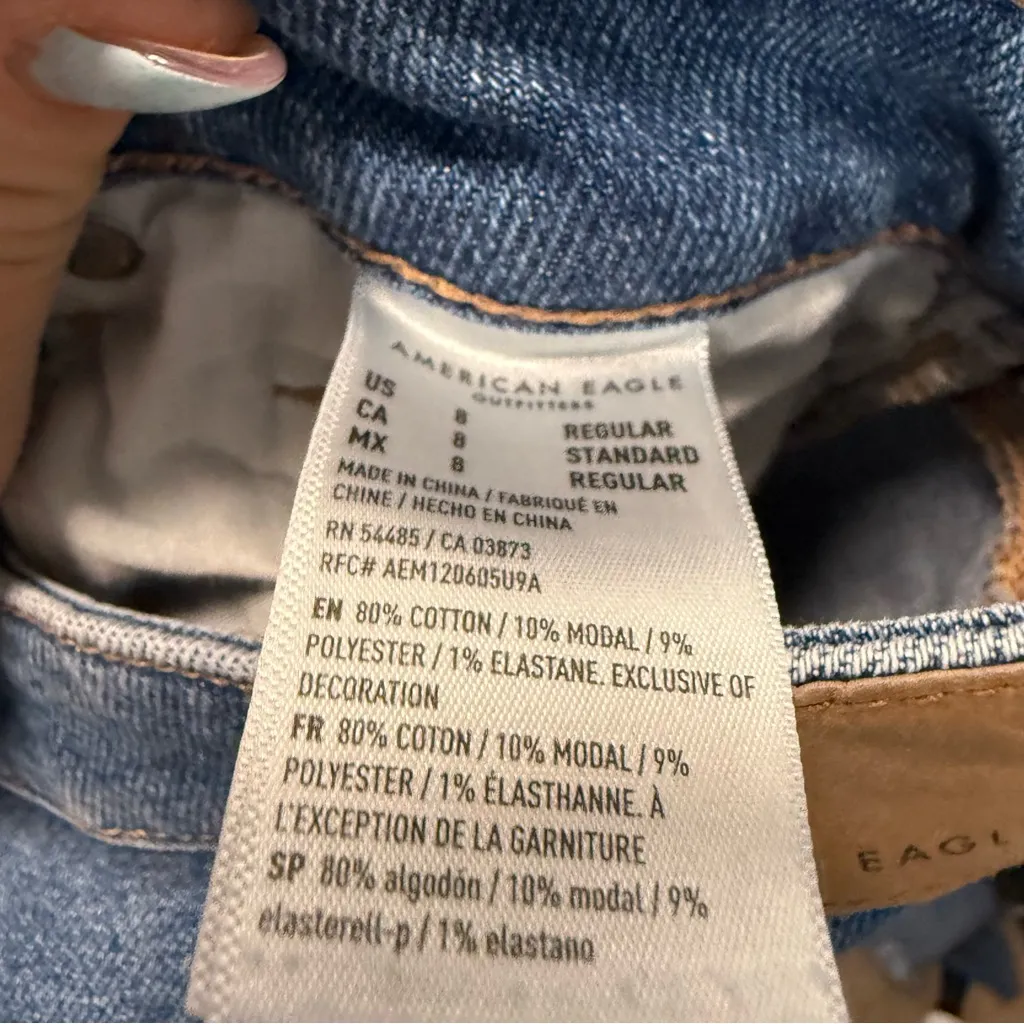 AMERICAN EAGLE
OUTFITTERS
US 8 REGULAR
CA 8 STANDARD
MX 8 REGULAR
MADE IN CHINA / FABRIQUÉ EN
CHINE / HECHO EN CHINA
RN 54485 / CA 03873
RFC# AEM120605U9A
EN 80% COTTON / 10% MODAL / 9%
POLYESTER / 1% ELASTANE. EXCLUSIVE OF
DECORATION
FR 80% COTON / 10% MODAL / 9%
POLYESTER / 1% ÉLASTHANNE. À
L'EXCEPTION DE LA GARNITURE
SP 80% algodón / 10% modal / 9%
elasterell-p / 1% elastano
EAGL